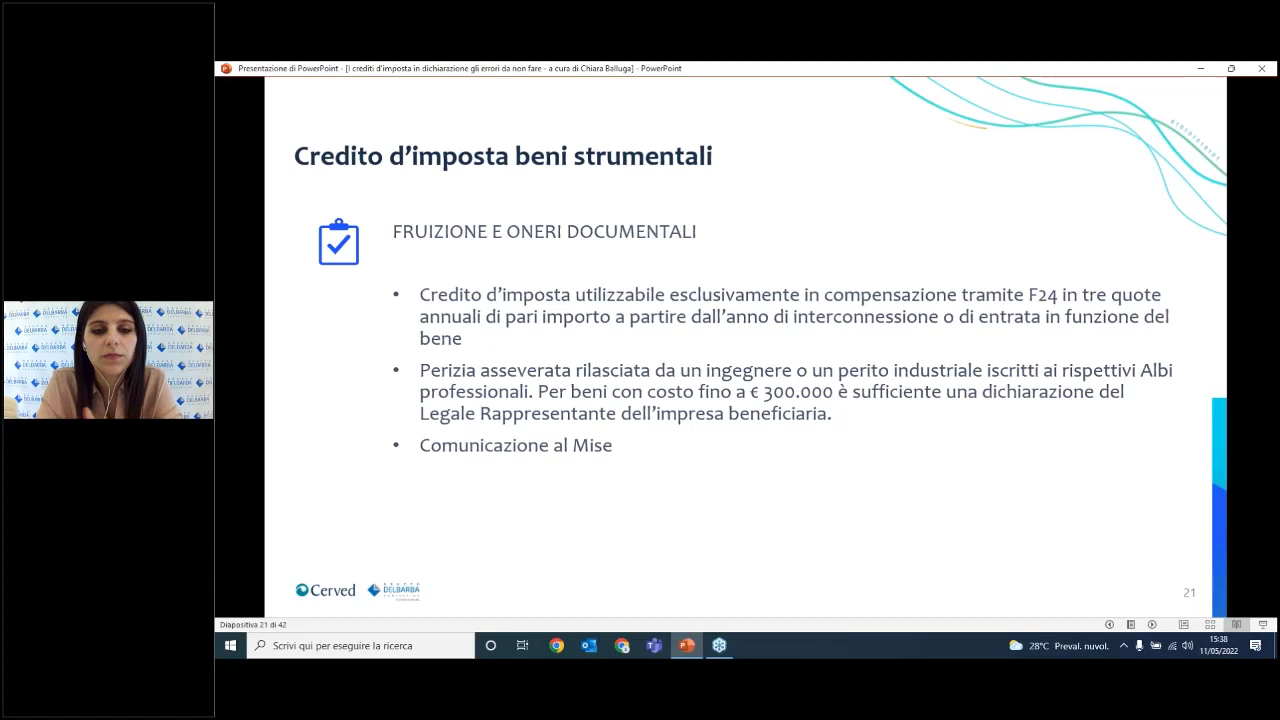 Presentazione di PowerPoint - [I crediti d'imposta in dichiarazione gli errori da non fare - a cura di Chiara Balluga] - PowerPoint
Credito d’imposta beni strumentali
FRUIZIONE E ONERI DOCUMENTALI
• Credito d’imposta utilizzabile esclusivamente in compensazione tramite F24 in tre quote
annuali di pari importo a partire dall’anno di interconnessione o di entrata in funzione del
bene
• Perizia asseverata rilasciata da un ingegnere o un perito industriale iscritti ai rispettivi Albi
professionali. Per beni con costo fino a € 300.000 è sufficiente una dichiarazione del
Legale Rappresentante dell’impresa beneficiaria.
• Comunicazione al Mise
Cerved
GRUPPO
DELBARBA
21
Diapositiva 21 di 42
Scrivi qui per eseguire la ricerca
28°C Preval. nuvol.
15:38
11/05/2022